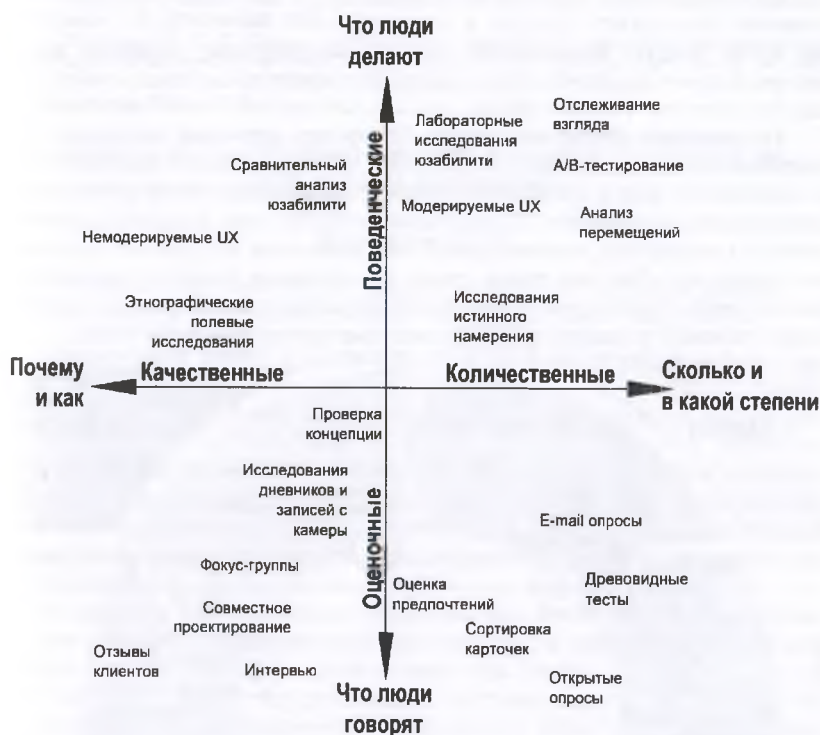 Что люди
делают
Отслеживание
взгляда
Лабораторные
исследования
юзабилити
Сравнительный
анализ
юзабилити
A/B-тестирование
Поведенческие
Модерируемые UX
Анализ
перемещений
Немодерируемые UX
Этнографические
полевые
исследования
Исследования
истинного
намерения
Почему
и как
Качественные
Количественные
Сколько и
в какой степени
Проверка
концепции
Исследования
дневников и
записей с
камеры
Оценочные
E-mail опросы
Фокус-группы
Оценка
предпочтений
Древовидные
тесты
Совместное
проектирование
Сортировка
карточек
Отзывы
клиентов
Интервью
Открытые
опросы
Что люди
говорят